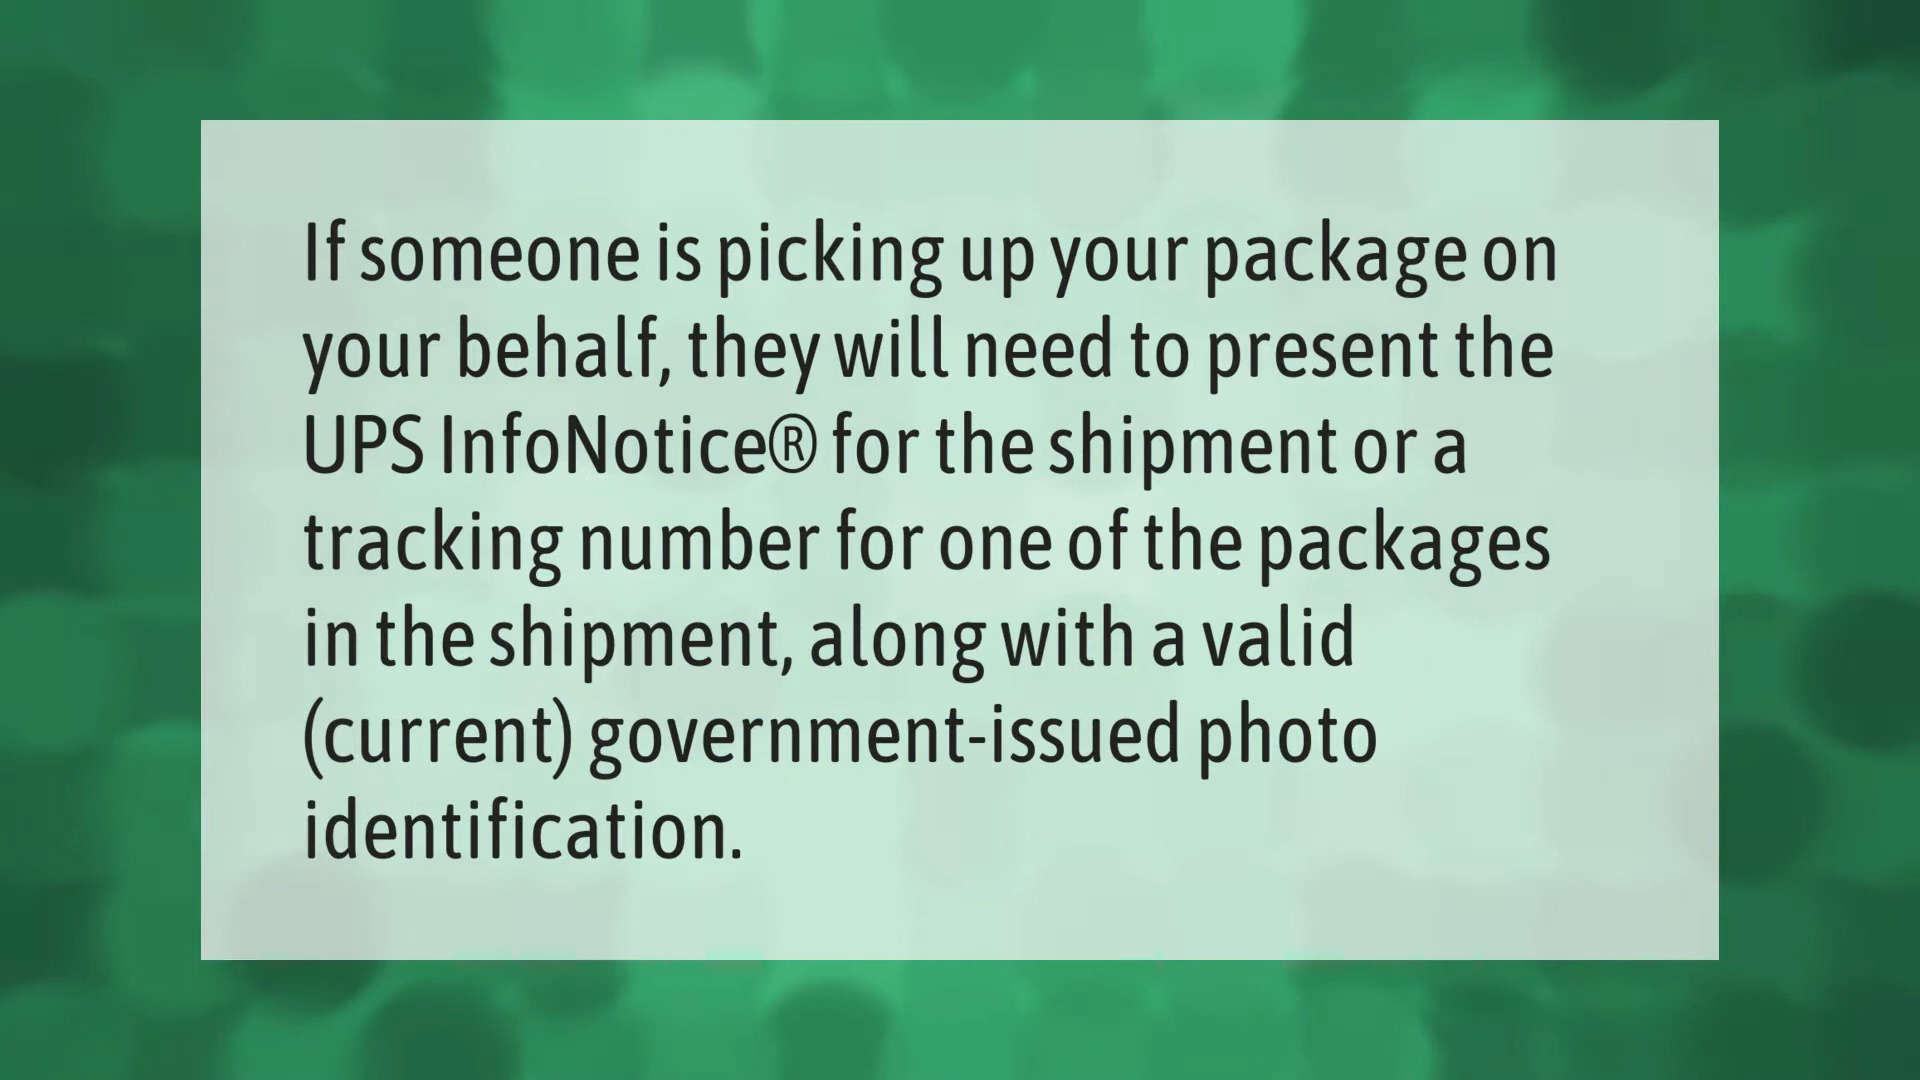 If someone is picking up your package on
your behalf, they will need to present the
UPS InfoNotice® for the shipment or a
tracking number for one of the packages
in the shipment, along with a valid
(current) government-issued photo
identification.